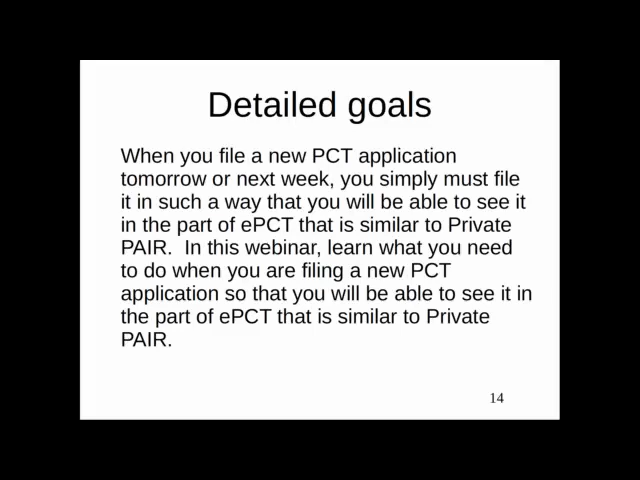 Detailed goals
When you file a new PCT application
tomorrow or next week, you simply must file
it in such a way that you will be able to see it
in the part of ePCT that is similar to Private
PAIR.  In this webinar, learn what you need
to do when you are filing a new PCT
application so that you will be able to see it in
the part of ePCT that is similar to Private
PAIR.
14